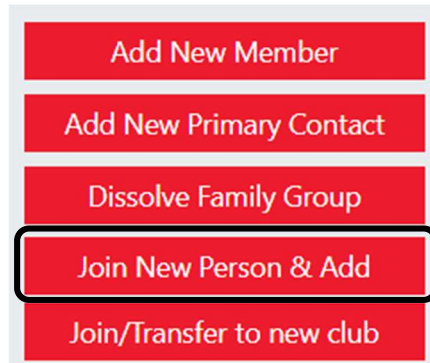 Add New Member
Add New Primary Contact
Dissolve Family Group
Join New Person & Add
Join/Transfer to new club